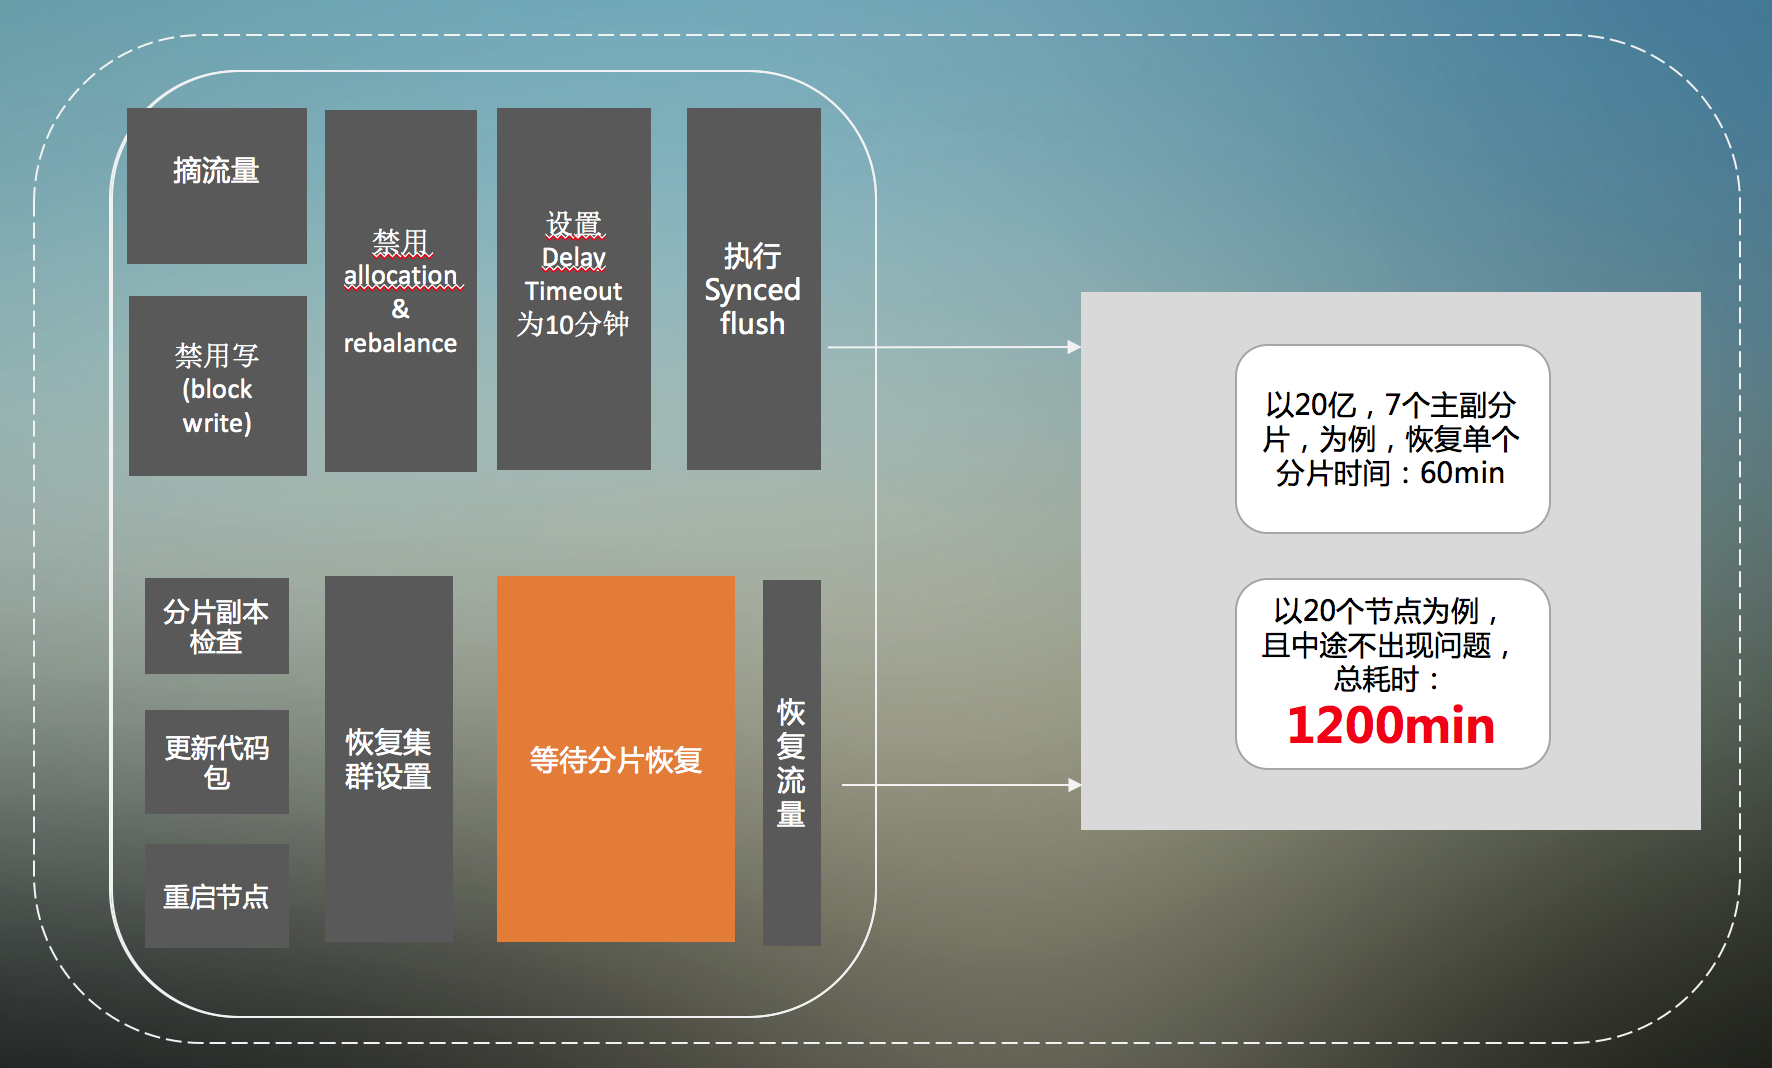 摘流量
禁用写
(block
write)
禁用
allocation
&
rebalance
设置
Delay
Timeout
为10分钟
执行
Synced
flush
分片副本
检查
更新代码
包
重启节点
恢复集
群设置
等待分片恢复
恢
复
流
量
以20亿，7个主副分
片，为例，恢复单个
分片时间：60min
以20个节点为例，
且中途不出现问题，
总耗时：
1200min